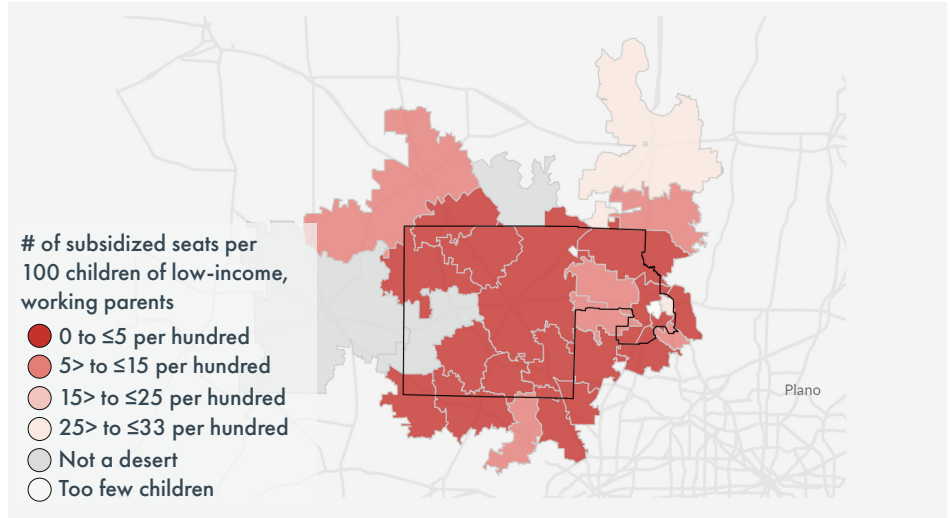 # of subsidized seats per
100 children of low-income,
working parents
0 to ≤5 per hundred
5> to ≤15 per hundred
15> to ≤25 per hundred
25> to ≤33 per hundred
Not a desert
Too few children
Plano